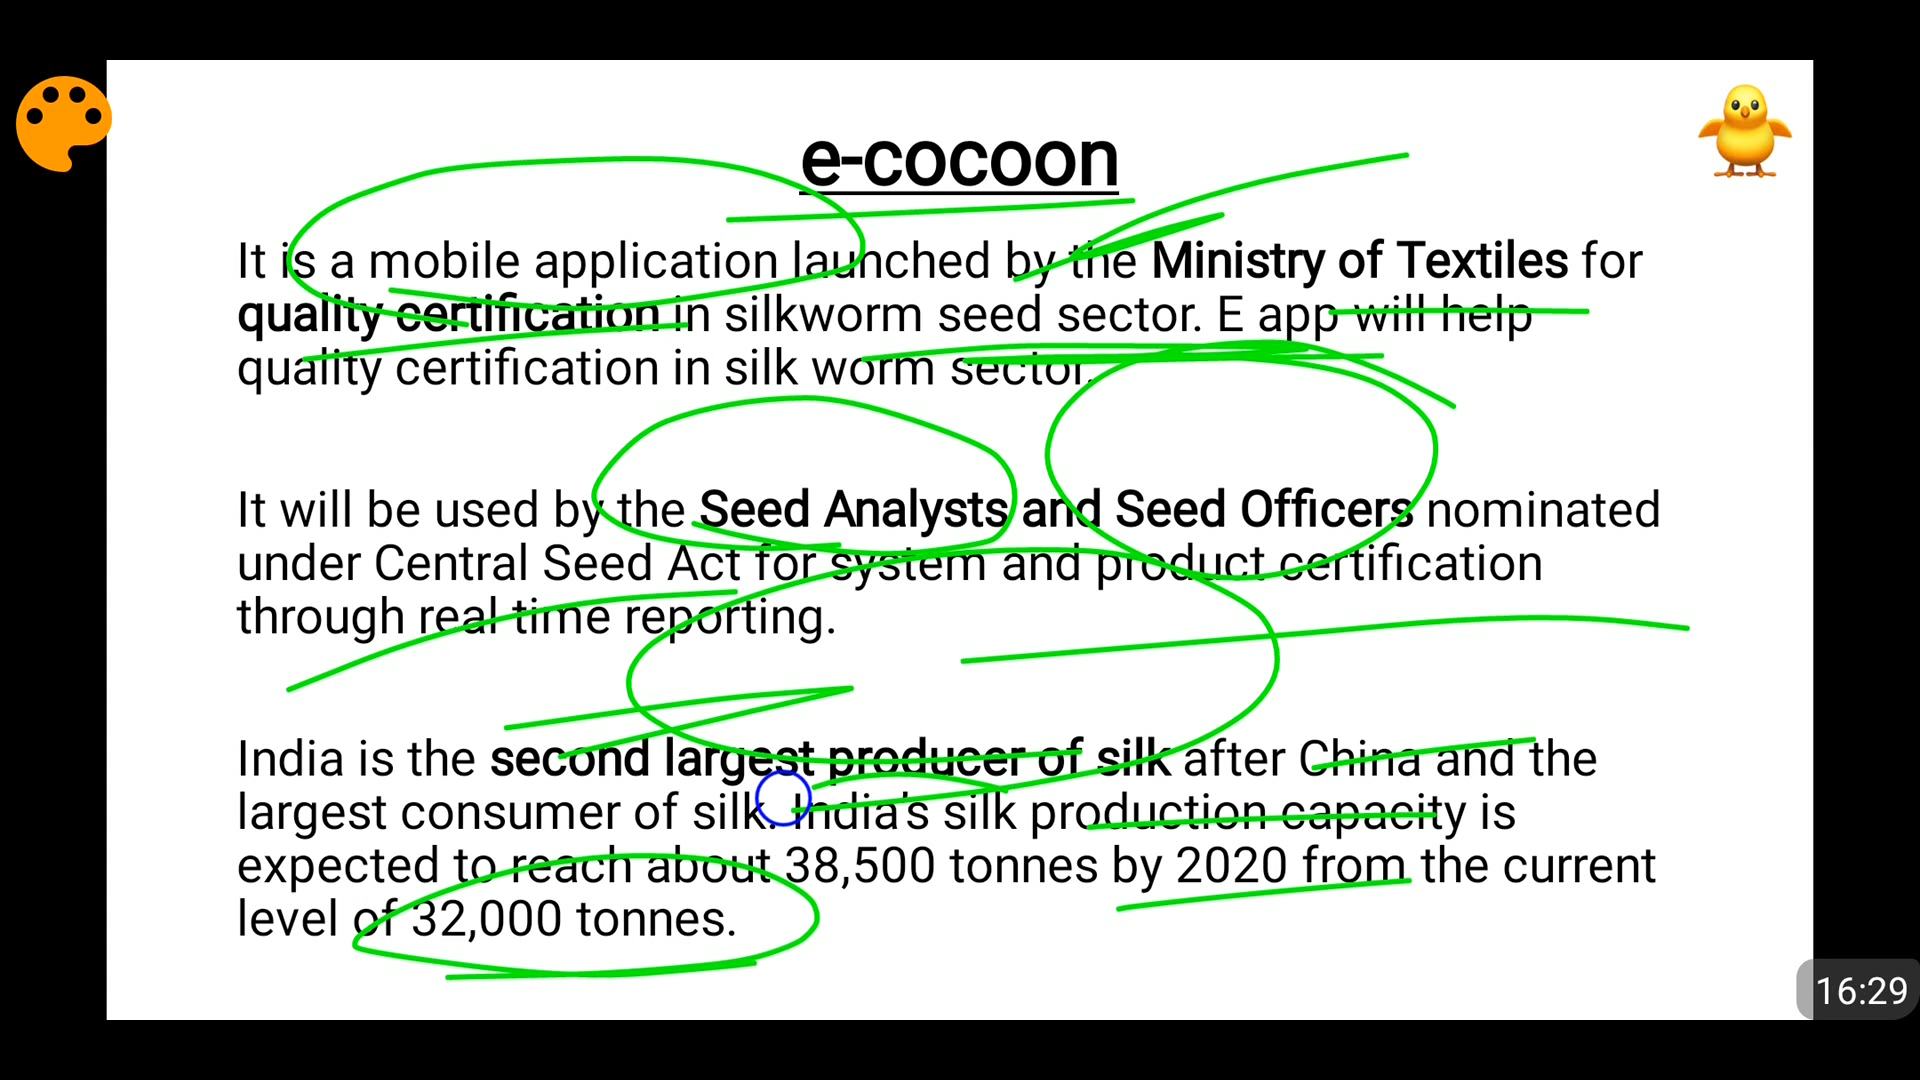 e-cocoon
It is a mobile application launched by the Ministry of Textiles for
quality certification in silkworm seed sector. E app will help
quality certification in silk worm sector.
It will be used by the Seed Analysts and Seed Officers nominated
under Central Seed Act for system and product certification
through real time reporting.
India is the second largest producer of silk after China and the
largest consumer of silk. India's silk production capacity is
expected to reach about 38,500 tonnes by 2020 from the current
level of 32,000 tonnes.
16:29